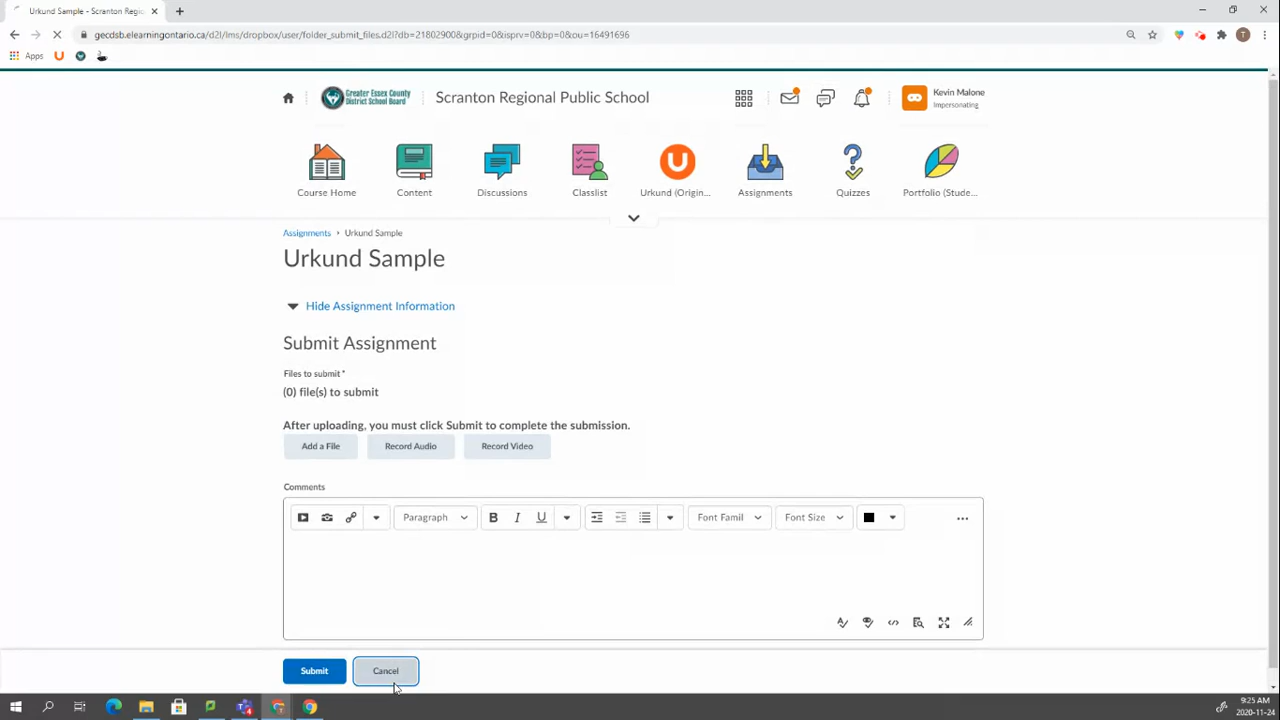 Urkund Sample - Scranton Regio
gecdsb.elearningontario.ca/d2l/lms/dropbox/user/folder_submit_files.d2l?db=21802900&grpid=0&isprv=0&bp=0&ou=16491696
T
Apps
Greater Essex County
District School Board
Scranton Regional Public School
Kevin Malone
Impersonating
Course Home
Content
Discussions
Classlist
Urkund (Origin...
Assignments
Quizzes
Portfolio (Stude...
Assignments › Urkund Sample
Urkund Sample
Hide Assignment Information
Submit Assignment
Files to submit *
(0) file(s) to submit
After uploading, you must click Submit to complete the submission.
Add a File Record Audio Record Video
Comments
Paragraph B I U Font Famil Font Size
Submit Cancel
9:25 AM
2020-11-24